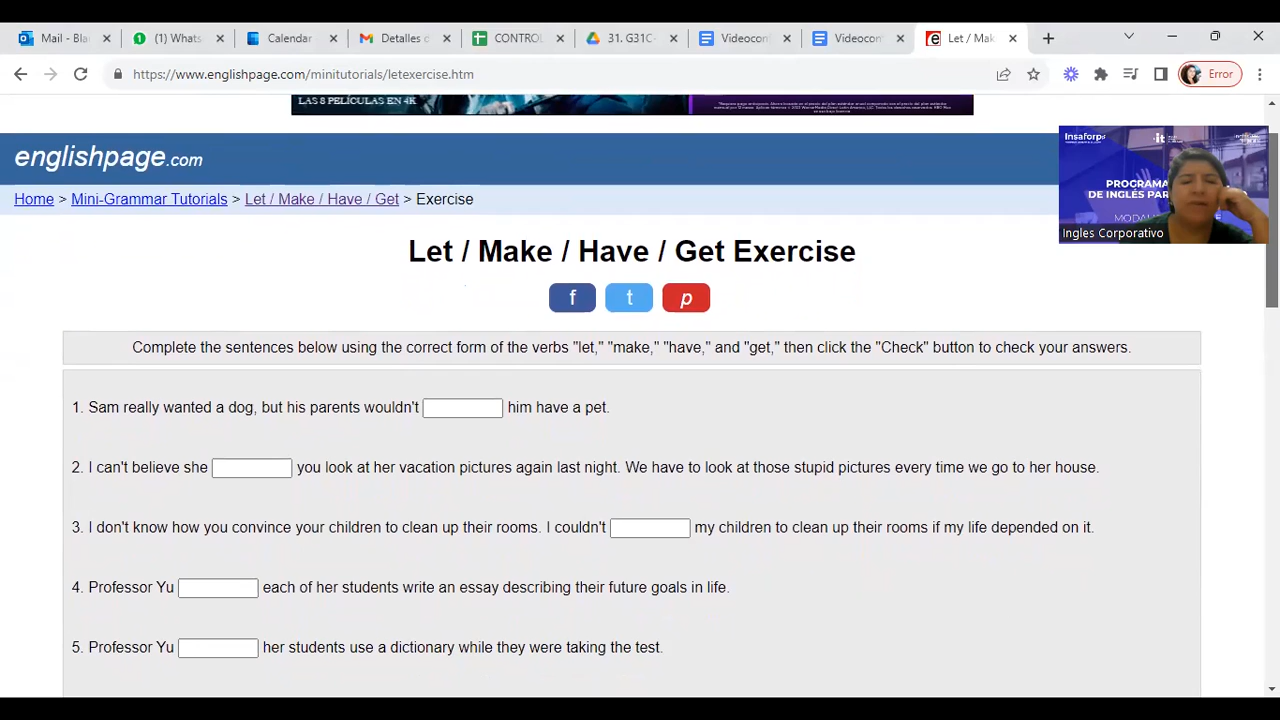 Mail - Bla
(1) Whats
Calendar
Detalles d
CONTROL
31. G31C-
Videocon
Videocon
Let / Mak
https://www.englishpage.com/minitutorials/letexercise.htm
Error
LAS 8 PELÍCULAS EN 4K
englishpage.com
Insaforp
PROGRAMA
DE INGLÉS PAR
MODAL
Ingles Corporativo
Home > Mini-Grammar Tutorials > Let / Make / Have / Get > Exercise
Let / Make / Have / Get Exercise
f t p
Complete the sentences below using the correct form of the verbs "let," "make," "have," and "get," then click the "Check" button to check your answers.
1. Sam really wanted a dog, but his parents wouldn't him have a pet.
2. I can't believe she you look at her vacation pictures again last night. We have to look at those stupid pictures every time we go to her house.
3. I don't know how you convince your children to clean up their rooms. I couldn't my children to clean up their rooms if my life depended on it.
4. Professor Yu each of her students write an essay describing their future goals in life.
5. Professor Yu her students use a dictionary while they were taking the test.